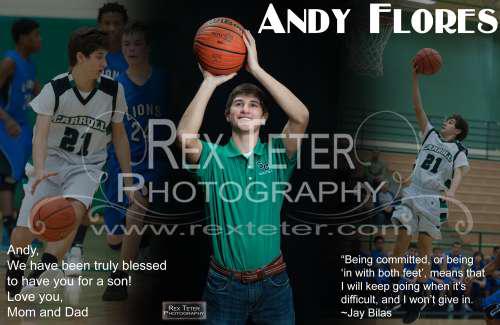 ANDY FLORES
LIONS
24
CARROLL
21
21
REX TETER
PHOTOGRAPHY
www.rexteter.com
Andy,
We have been truly blessed
to have you for a son!
Love you,
Mom and Dad
REX TETER
PHOTOGRAPHY
"Being committed, or being
'in with both feet', means that
I will keep going when it's
difficult, and I won't give in.
~Jay Bilas